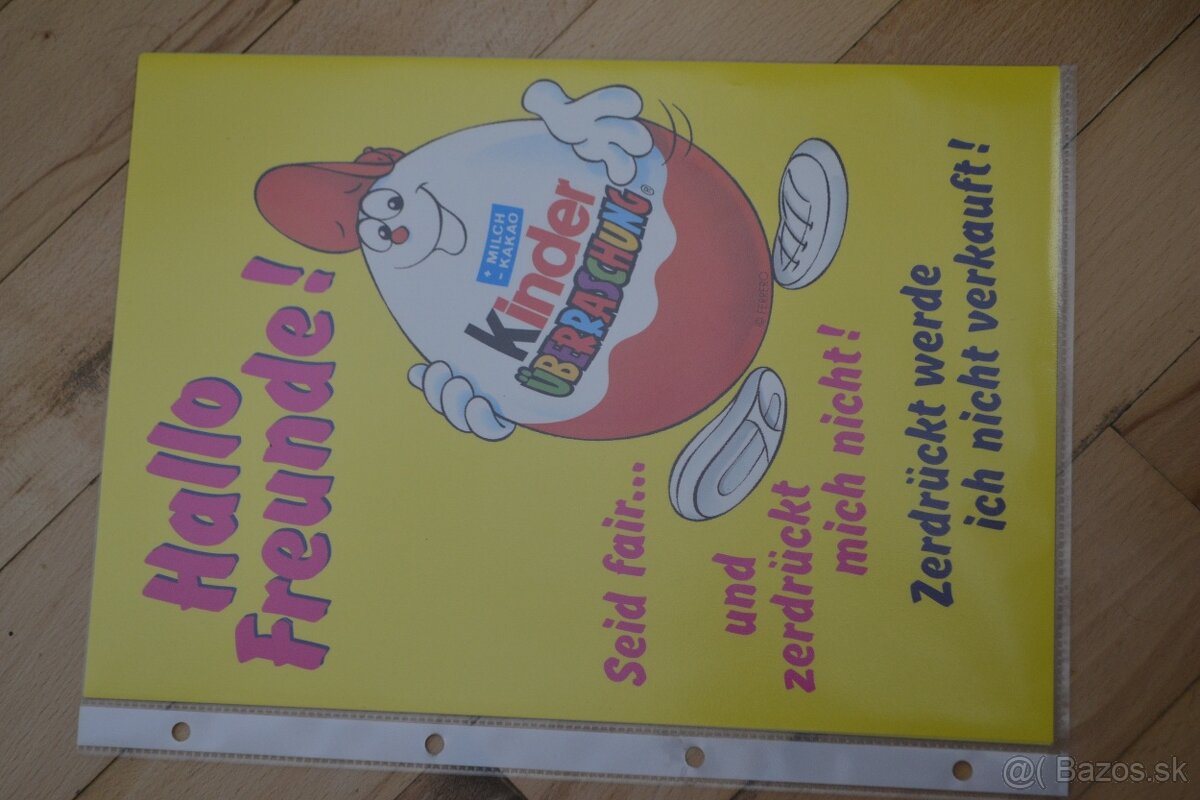 Hallo
Freunde!
+ MILCH
- KAKAO
Kinder
ÜBERRASCHUNG®
© FERRERO
Seid fair...
und
zerdrückt
mich nicht!
Zerdrückt werde
ich nicht verkauft!
@( Bazos.sk